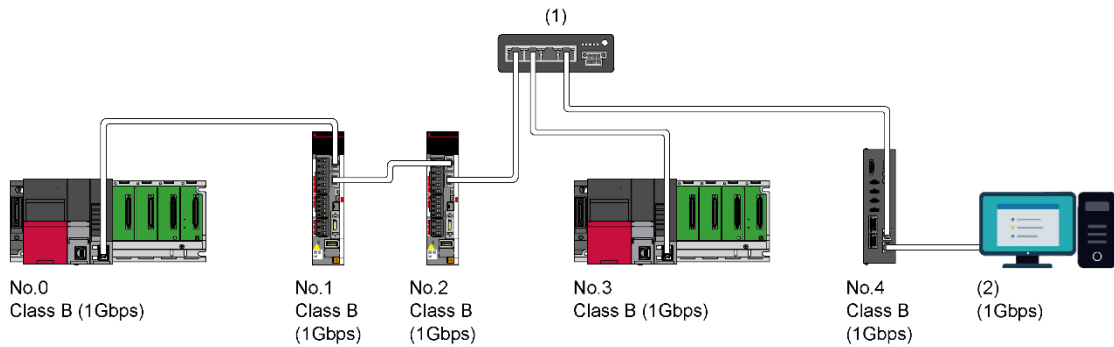 (1)
No.0
Class B (1Gbps)
No.1
Class B
(1Gbps)
No.2
Class B
(1Gbps)
No.3
Class B (1Gbps)
No.4
Class B
(1Gbps)
(2)
(1Gbps)